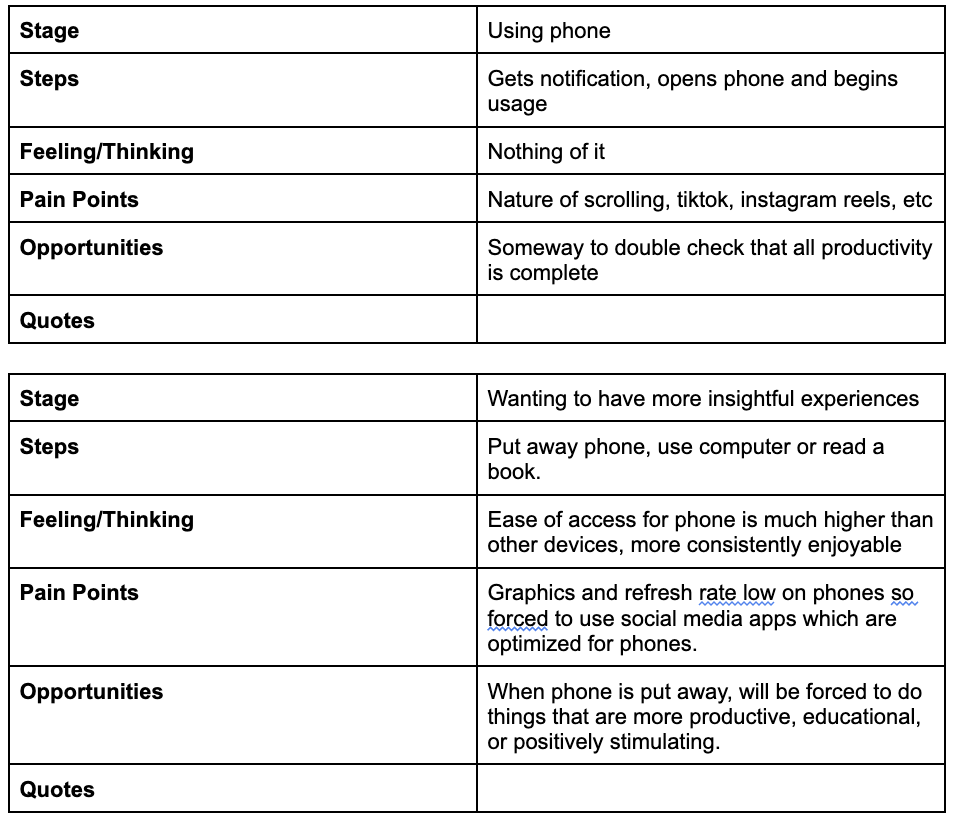 Stage
Using phone
Steps
Gets notification, opens phone and begins
usage
Feeling/Thinking
Nothing of it
Pain Points
Nature of scrolling, tiktok, instagram reels, etc
Opportunities
Someway to double check that all productivity
is complete
Quotes
Stage
Wanting to have more insightful experiences
Steps
Put away phone, use computer or read a
book.
Feeling/Thinking
Ease of access for phone is much higher than
other devices, more consistently enjoyable
Pain Points
Graphics and refresh rate low on phones so
forced to use social media apps which are
optimized for phones.
Opportunities
When phone is put away, will be forced to do
things that are more productive, educational,
or positively stimulating.
Quotes